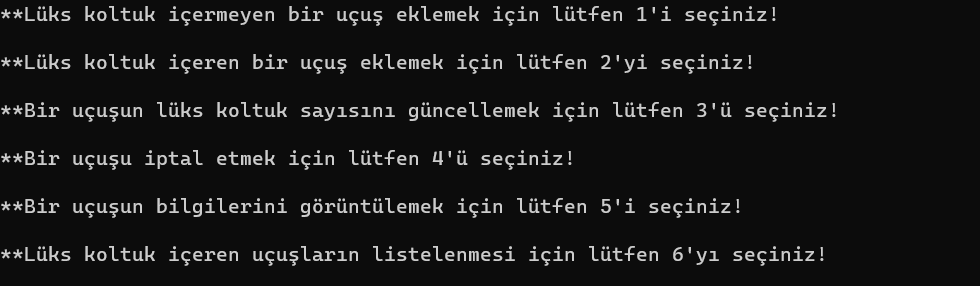 **Lüks koltuk içermeyen bir uçuş eklemek için lütfen 1'i seçiniz!
**Lüks koltuk içeren bir uçuş eklemek için lütfen 2'yi seçiniz!
**Bir uçuşun lüks koltuk sayısını güncellemek için lütfen 3'ü seçiniz!
**Bir uçuşu iptal etmek için lütfen 4'ü seçiniz!
**Bir uçuşun bilgilerini görüntülemek için lütfen 5'i seçiniz!
**Lüks koltuk içeren uçuşların listelenmesi için lütfen 6'yı seçiniz!